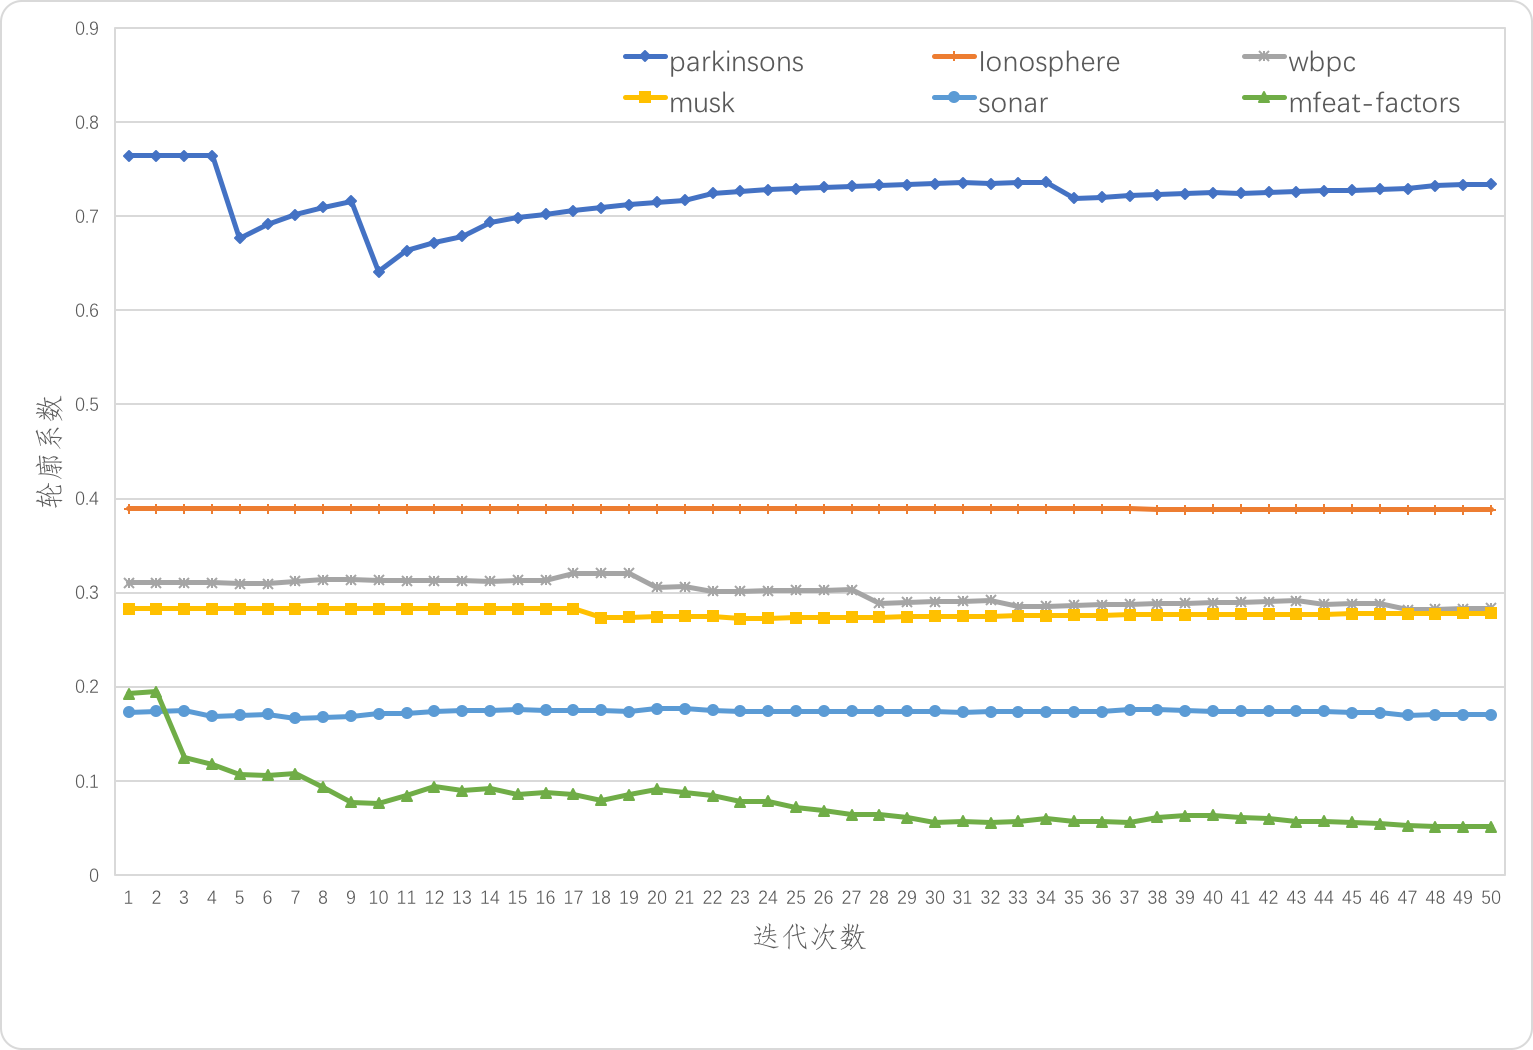 0.9
parkinsons Ionosphere wbpc
musk sonar mfeat-factors
0.8
0.7
0.6
0.5
0.4
0.3
0.2
0.1
0
轮廓系数
1 2 3 4 5 6 7 8 9 10 11 12 13 14 15 16 17 18 19 20 21 22 23 24 25 26 27 28 29 30 31 32 33 34 35 36 37 38 39 40 41 42 43 44 45 46 47 48 49 50
迭代次数